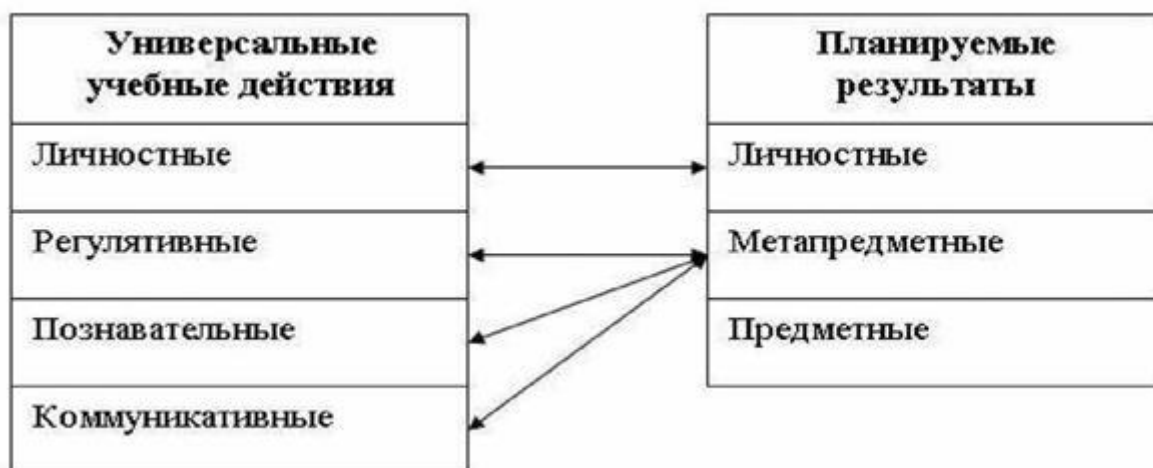 Универсальные
учебные действия
Личностные
Регулятивные
Познавательные
Коммуникативные
Планируемые
результаты
Личностные
Метапредметные
Предметные